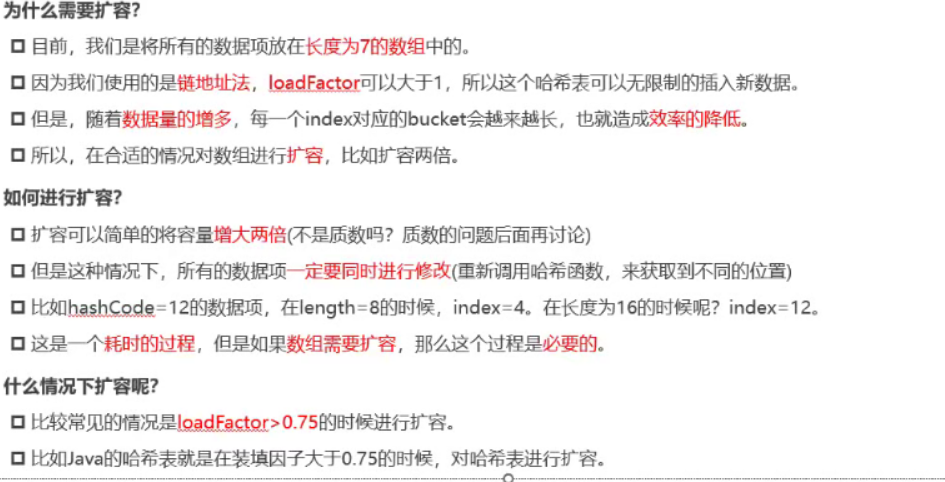 为什么需要扩容?
目前，我们是将所有的数据项放在长度为7的数组中的。
因为我们使用的是链地址法，loadFactor可以大于1，所以这个哈希表可以无限制的插入新数据。
但是，随着数据量的增多，每一个index对应的bucket会越来越长，也就造成效率的降低。
所以，在合适的情况对数组进行扩容，比如扩容两倍。
如何进行扩容?
扩容可以简单的将容量增大两倍(不是质数吗？质数的问题后面再讨论)
但是这种情况下，所有的数据项一定要同时进行修改(重新调用哈希函数，来获取到不同的位置)
比如hashCode=12的数据项，在length=8的时候，index=4。在长度为16的时候呢？index=12。
这是一个耗时的过程，但是如果数组需要扩容，那么这个过程是必要的。
什么情况下扩容呢?
比较常见的情况是loadFactor>0.75的时候进行扩容。
比如Java的哈希表就是在装填因子大于0.75的时候，对哈希表进行扩容。